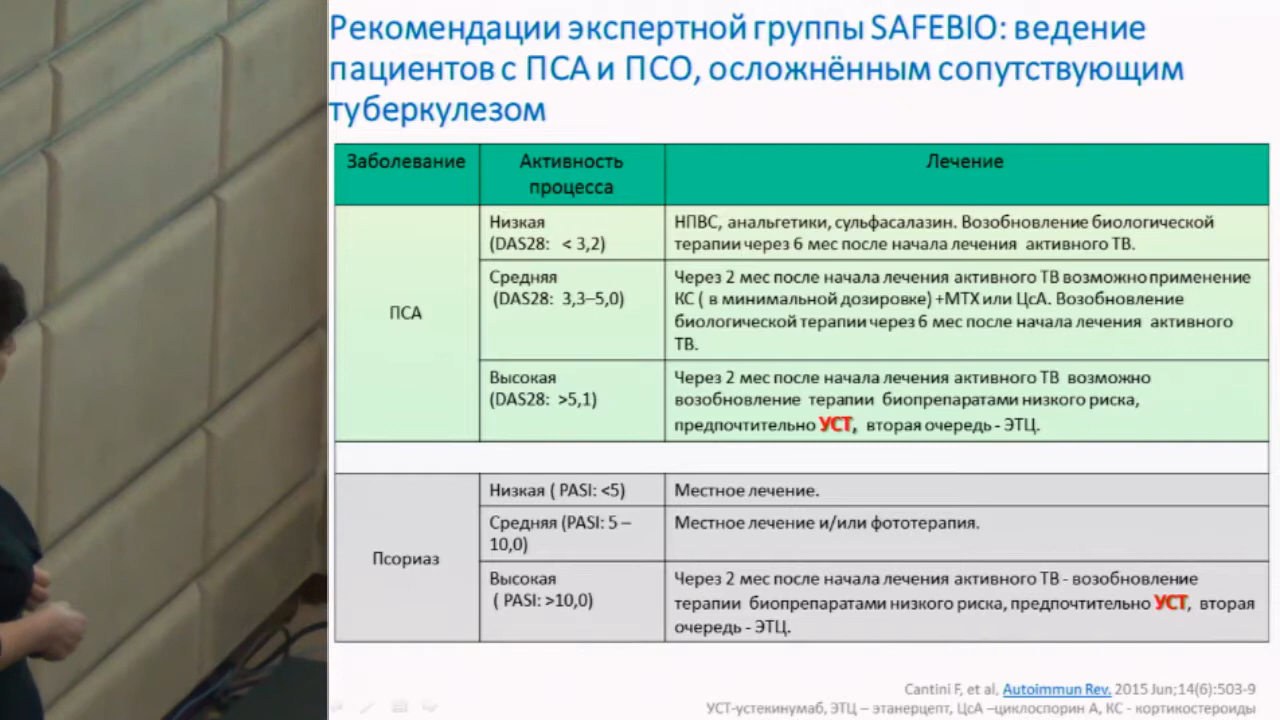 Рекомендации экспертной группы SAFEBIO: ведение
пациентов с ПСА и ПСО, осложнённым сопутствующим
туберкулезом
Заболевание
Активность
процесса
Лечение
ПСА
Низкая
(DAS28: < 3,2)
НПВС, анальгетики, сульфасалазин. Возобновление биологической
терапии через 6 мес после начала лечения активного ТВ.
Средняя
(DAS28: 3,3–5,0)
Через 2 мес после начала лечения активного ТВ возможно применение
КС ( в минимальной дозировке) +МТХ или ЦсА. Возобновление
биологической терапии через 6 мес после начала лечения активного
ТВ.
Высокая
(DAS28: >5,1)
Через 2 мес после начала лечения активного ТВ возможно
возобновление терапии биопрепаратами низкого риска,
предпочтительно УСТ, вторая очередь - ЭТЦ.
Псориаз
Низкая ( PASI: <5)
Местное лечение.
Средняя (PASI: 5 –
10,0)
Местное лечение и/или фототерапия.
Высокая
( PASI: >10,0)
Через 2 мес после начала лечения активного ТВ - возобновление
терапии биопрепаратами низкого риска, предпочтительно УСТ, вторая
очередь - ЭТЦ.
Cantini F, et al, Autoimmun Rev. 2015 Jun;14(6):503-9
УСТ-устекинумаб, ЭТЦ – этанерцепт, ЦсА –циклоспорин А, КС - кортикостероиды